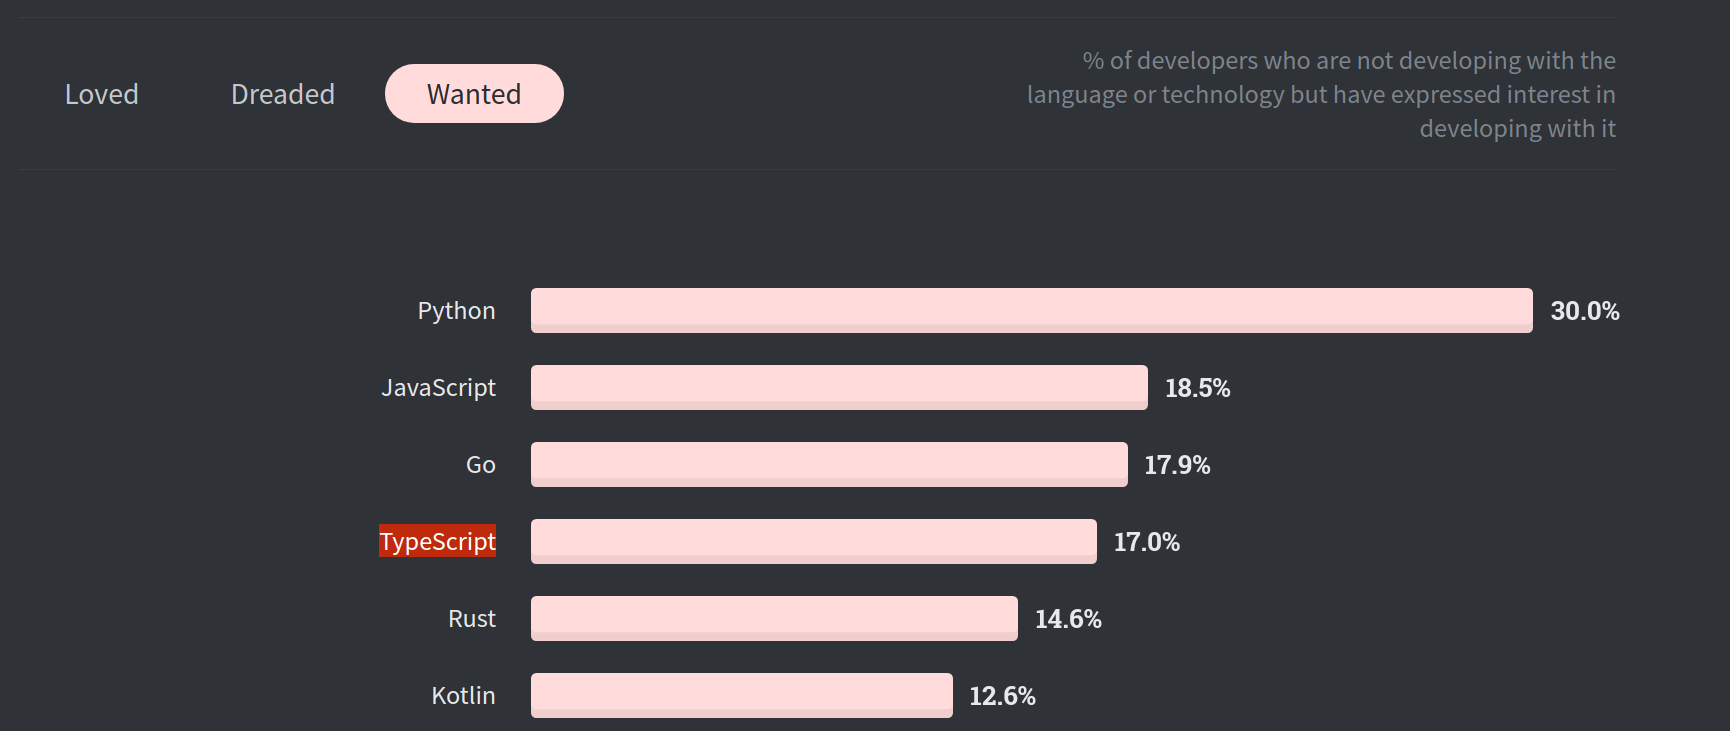 Loved
Dreaded
Wanted
% of developers who are not developing with the
language or technology but have expressed interest in
developing with it
Python 30.0%
JavaScript 18.5%
Go 17.9%
TypeScript 17.0%
Rust 14.6%
Kotlin 12.6%